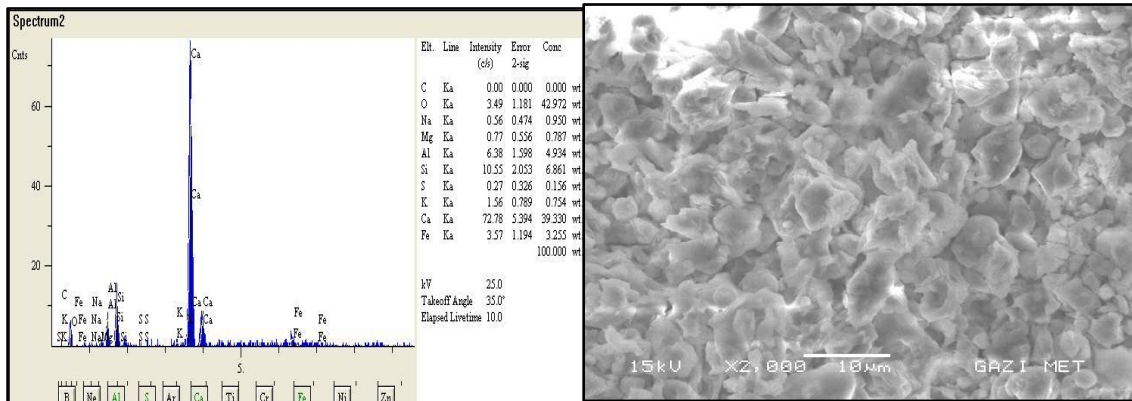 Spectrum2
Cnts
60
40
20
5.
Ca
Ca
Ca Ca
Ca
C
K
O
Fe
Fe
Fe
Na
Na
Na
Mg
Al
Al
Si
Si
Si
S S
S S
K
K
Fe
Fe
Fe
Fe
B Ne Al S Ar Ca Ti Cr Fe Ni Zn
Elt. Line Intensity Error Conc
(c/s) 2-sig
C Ka 0.00 0.000 0.000 wt.
O Ka 3.49 1.181 42.972 wt.
Na Ka 0.56 0.474 0.950 wt.
Mg Ka 0.77 0.556 0.787 wt.
Al Ka 6.38 1.598 4.934 wt.
Si Ka 10.55 2.053 6.861 wt.
S Ka 0.27 0.326 0.156 wt.
K Ka 1.56 0.789 0.754 wt.
Ca Ka 72.78 5.394 39.330 wt.
Fe Ka 3.57 1.194 3.255 wt.
100.000 wt.
kV 25.0
Takeoff Angle 35.0°
Elapsed Livetime 10.0
15kV X2,000 10μm GAZI MET